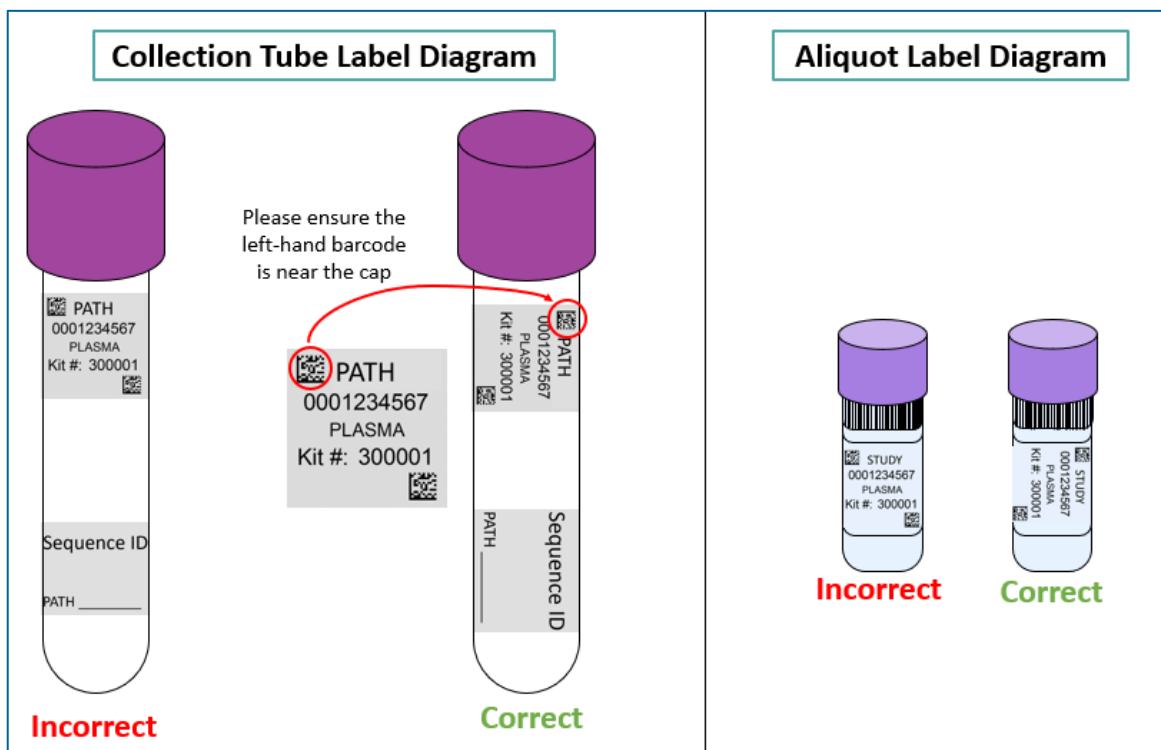 Collection Tube Label Diagram
PATH
0001234567
PLASMA
Kit #: 300001
Sequence ID
PATH ________
Incorrect
Please ensure the
left-hand barcode
is near the cap
PATH
0001234567
PLASMA
Kit #: 300001
PATH
0001234567
PLASMA
Kit #: 300001
Sequence ID
PATH ________
Correct
Aliquot Label Diagram
STUDY
0001234567
PLASMA
Kit #: 300001
Incorrect
STUDY
0001234567
PLASMA
Kit #: 300001
Correct